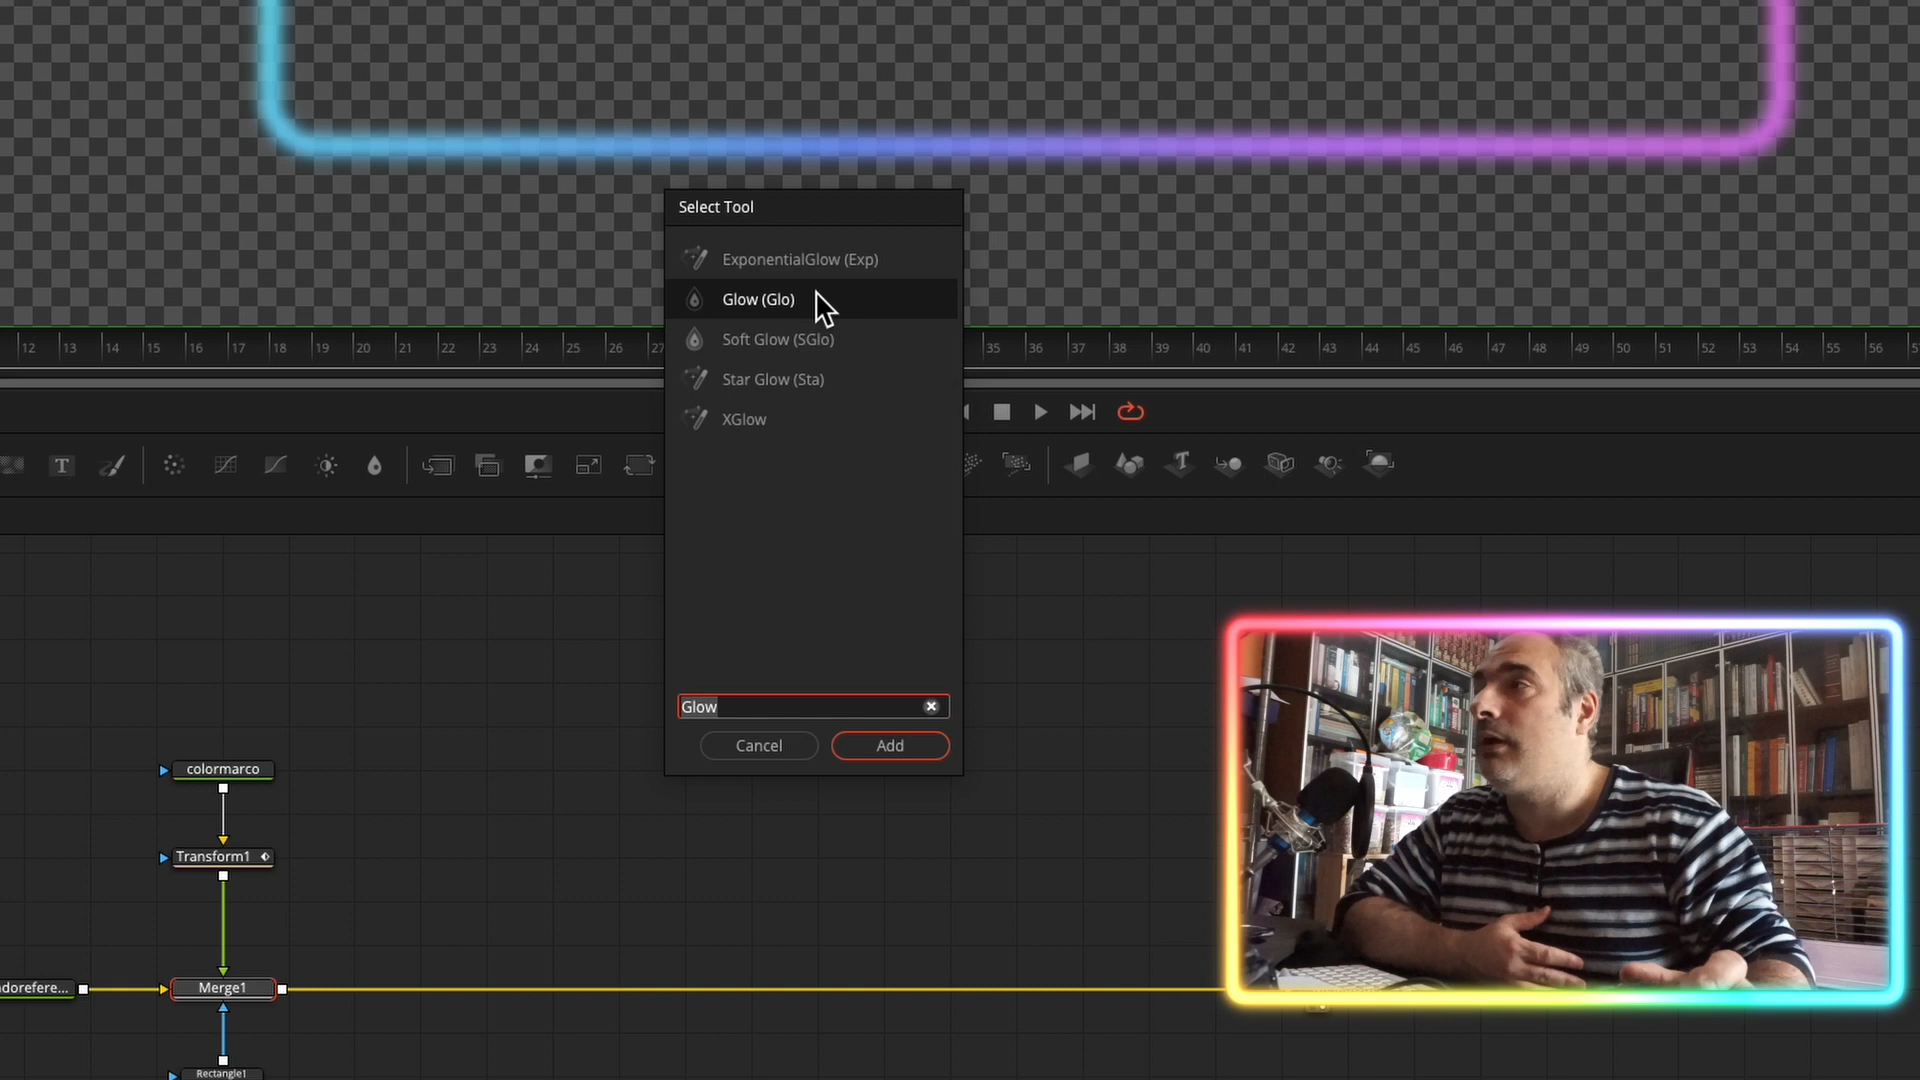 Select Tool
ExponentialGlow (Exp)
Glow (Glo)
Soft Glow (SGlo)
Star Glow (Sta)
XGlow
12 13 14 15 16 17 18 19 20 21 22 23 24 25 26 27 35 36 37 38 39 40 41 42 43 44 45 46 47 48 49 50 51 52 53 54 55 56
T
T
Glow
Cancel Add
colormarco
Transform1
dorefere... Merge1
Rectangle1